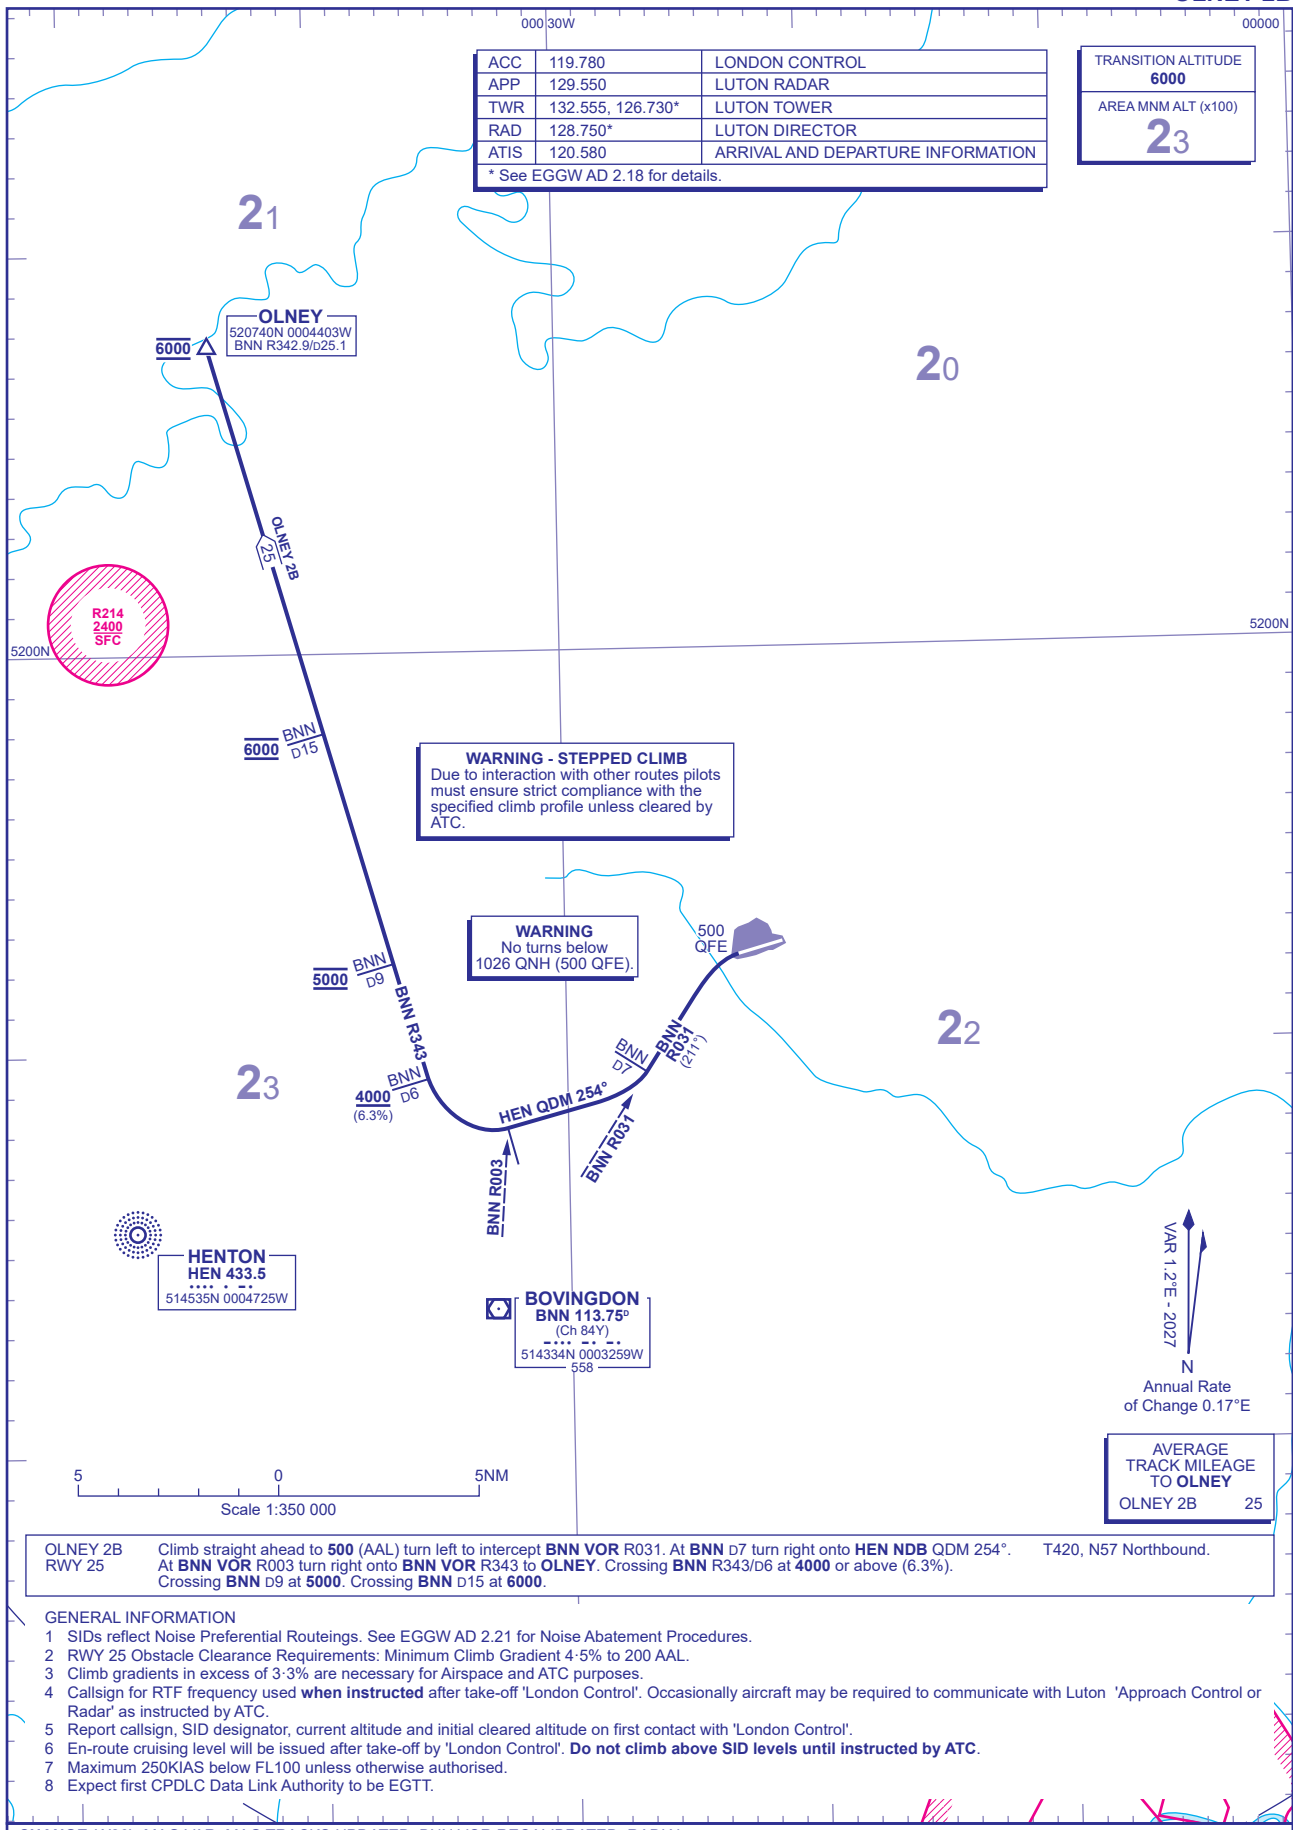 000 30W
00000
ACC 119.780 LONDON CONTROL
APP 129.550 LUTON RADAR
TWR 132.555, 126.730* LUTON TOWER
RAD 128.750* LUTON DIRECTOR
ATIS 120.580 ARRIVAL AND DEPARTURE INFORMATION
* See EGGW AD 2.18 for details.
TRANSITION ALTITUDE
6000
AREA MNM ALT (x100)
23
21
OLNEY
520740N 0004403W
BNN R342.9/D25.1
6000
20
OLNEY 2B
25
R214
2400
SFC
5200N
5200N
6000
BNN
D15
WARNING - STEPPED CLIMB
Due to interaction with other routes pilots
must ensure strict compliance with the
specified climb profile unless cleared by
ATC.
WARNING
No turns below
1026 QNH (500 QFE).
500
QFE
5000
BNN
D9
BNN R343
BNN
R031
(211°)
BNN
D7
22
23
4000
(6.3%)
BNN
D6
HEN QDM 254°
BNN R031
BNN R003
HENTON
HEN 433.5
514535N 0004725W
BOVINGDON
BNN 113.75D
(Ch 84Y)
514334N 0003259W
558
VAR 1.2°E - 2027
N
Annual Rate
of Change 0.17°E
AVERAGE
TRACK MILEAGE
TO OLNEY
OLNEY 2B 25
5 0 5NM
Scale 1:350 000
OLNEY 2B Climb straight ahead to 500 (AAL) turn left to intercept BNN VOR R031. At BNN D7 turn right onto HEN NDB QDM 254°. T420, N57 Northbound.
RWY 25 At BNN VOR R003 turn right onto BNN VOR R343 to OLNEY. Crossing BNN R343/D6 at 4000 or above (6.3%).
Crossing BNN D9 at 5000. Crossing BNN D15 at 6000.
GENERAL INFORMATION
1 SIDs reflect Noise Preferential Routeings. See EGGW AD 2.21 for Noise Abatement Procedures.
2 RWY 25 Obstacle Clearance Requirements: Minimum Climb Gradient 4·5% to 200 AAL.
3 Climb gradients in excess of 3·3% are necessary for Airspace and ATC purposes.
4 Callsign for RTF frequency used when instructed after take-off 'London Control'. Occasionally aircraft may be required to communicate with Luton 'Approach Control or
Radar' as instructed by ATC.
5 Report callsign, SID designator, current altitude and initial cleared altitude on first contact with 'London Control'.
6 En-route cruising level will be issued after take-off by 'London Control'. Do not climb above SID levels until instructed by ATC.
7 Maximum 250KIAS below FL100 unless otherwise authorised.
8 Expect first CPDLC Data Link Authority to be EGTT.